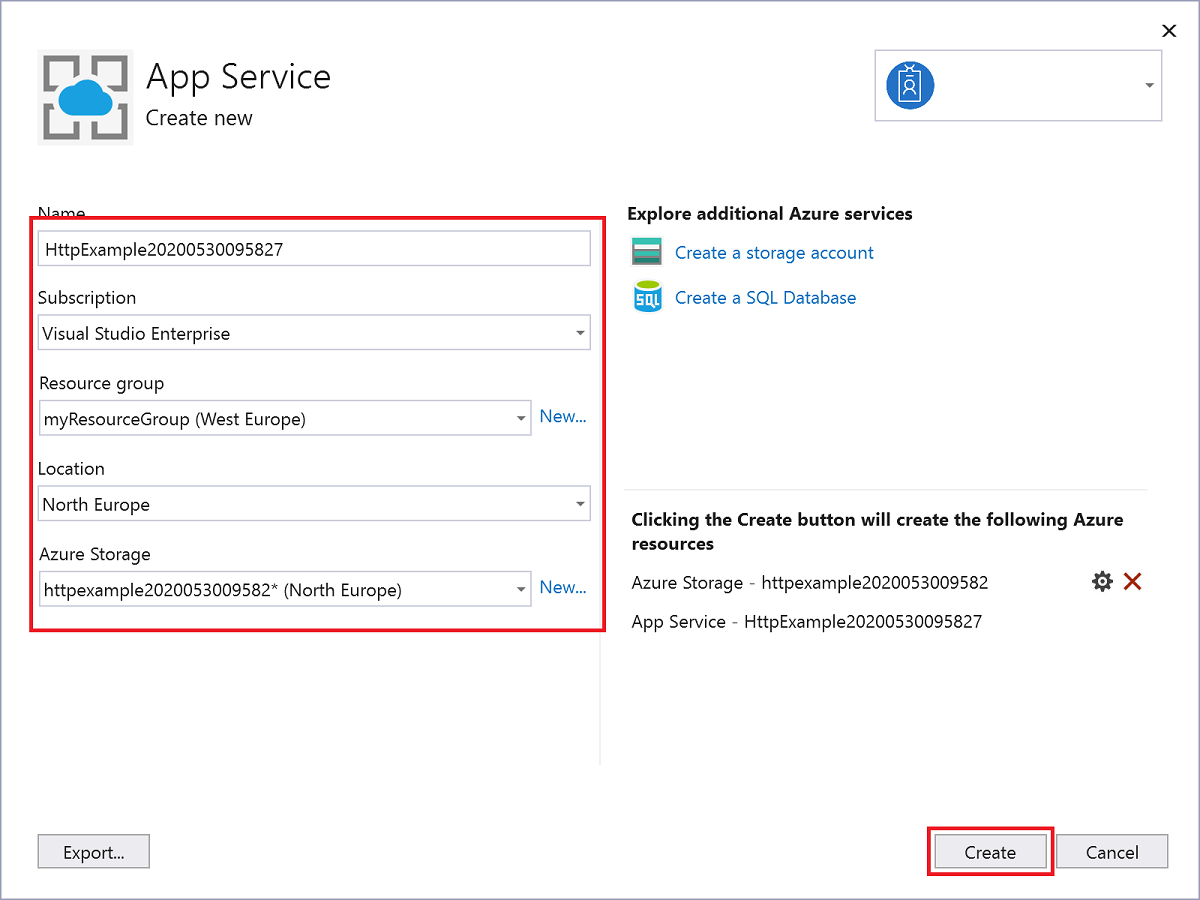 App Service
Create new
Name
HttpExample20200530095827
Subscription
Visual Studio Enterprise
Resource group
myResourceGroup (West Europe)
New...
Location
North Europe
Azure Storage
httpexample2020053009582* (North Europe)
New...
Explore additional Azure services
Create a storage account
SQL
Create a SQL Database
Clicking the Create button will create the following Azure
resources
Azure Storage - httpexample2020053009582
App Service - HttpExample20200530095827
Export...
Create
Cancel